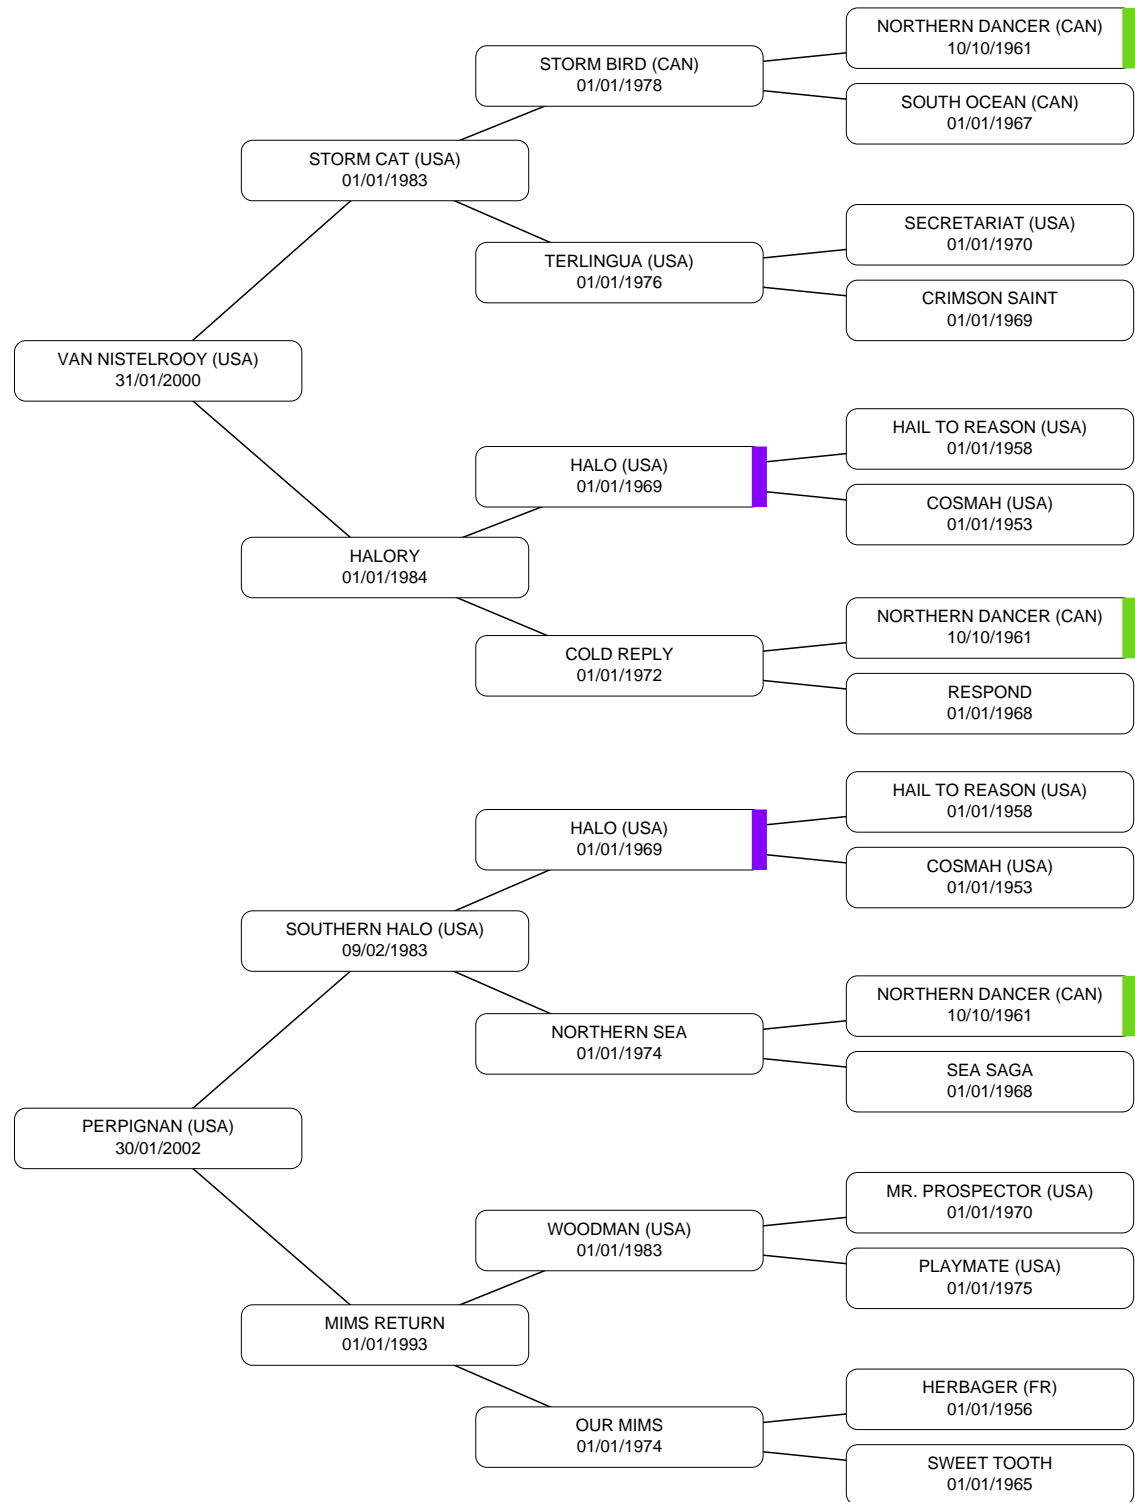 NORTHERN DANCER (CAN)
10/10/1961
STORM BIRD (CAN)
01/01/1978
SOUTH OCEAN (CAN)
01/01/1967
STORM CAT (USA)
01/01/1983
SECRETARIAT (USA)
01/01/1970
TERLINGUA (USA)
01/01/1976
CRIMSON SAINT
01/01/1969
VAN NISTELROOY (USA)
31/01/2000
HAIL TO REASON (USA)
01/01/1958
HALO (USA)
01/01/1969
COSMAH (USA)
01/01/1953
HALORY
01/01/1984
NORTHERN DANCER (CAN)
10/10/1961
COLD REPLY
01/01/1972
RESPOND
01/01/1968
HAIL TO REASON (USA)
01/01/1958
HALO (USA)
01/01/1969
COSMAH (USA)
01/01/1953
SOUTHERN HALO (USA)
09/02/1983
NORTHERN DANCER (CAN)
10/10/1961
NORTHERN SEA
01/01/1974
SEA SAGA
01/01/1968
PERPIGNAN (USA)
30/01/2002
MR. PROSPECTOR (USA)
01/01/1970
WOODMAN (USA)
01/01/1983
PLAYMATE (USA)
01/01/1975
MIMS RETURN
01/01/1993
HERBAGER (FR)
01/01/1956
OUR MIMS
01/01/1974
SWEET TOOTH
01/01/1965